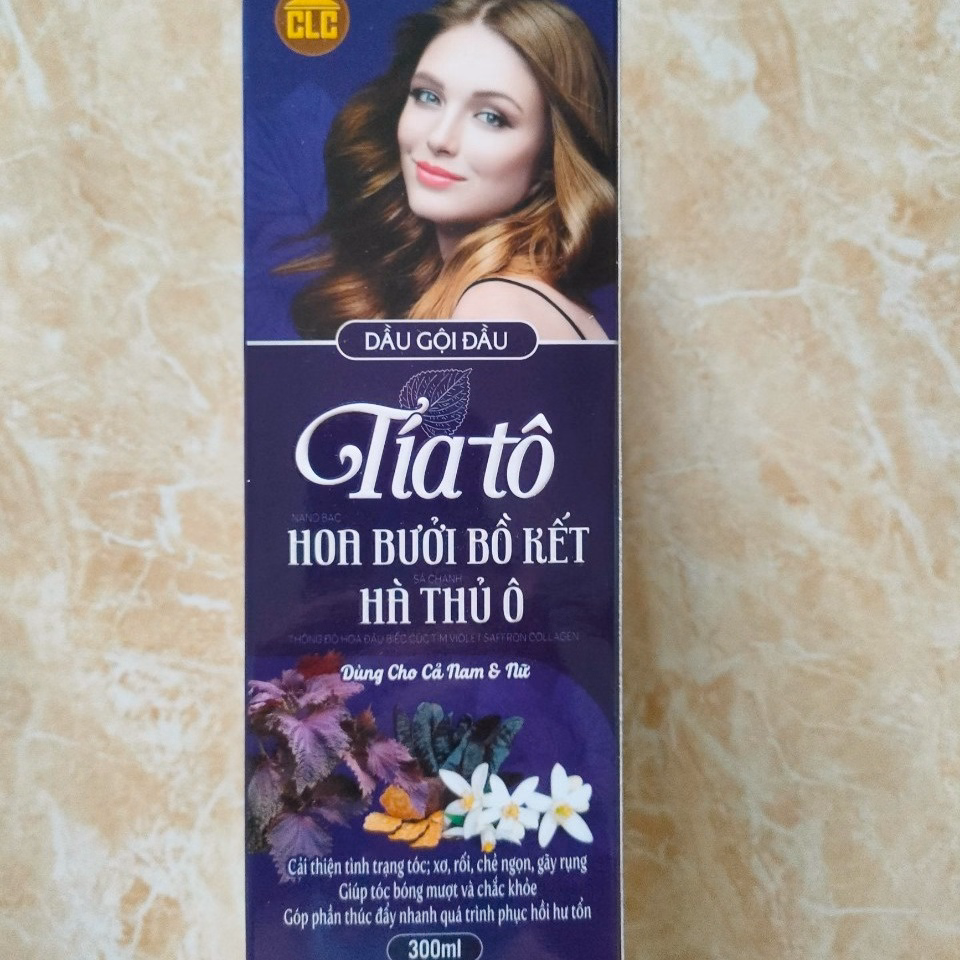 CLC
DẦU GỘI ĐẦU
Tía tô
NANO BẠC
HOA BƯỞI BỒ KẾT
SẢ CHANH
HÀ THỦ Ô
THÔNG ĐỎ HOA ĐẬU BIẾC CÚC TÍM VIOLET SAFFRON COLLAGEN
Dùng Cho Cả Nam & Nữ
Cải thiện tình trạng tóc; xơ, rối, chẻ ngọn, gãy rụng
Giúp tóc bóng mượt và chắc khỏe
Góp phần thúc đẩy nhanh quá trình phục hồi hư tổn
300ml